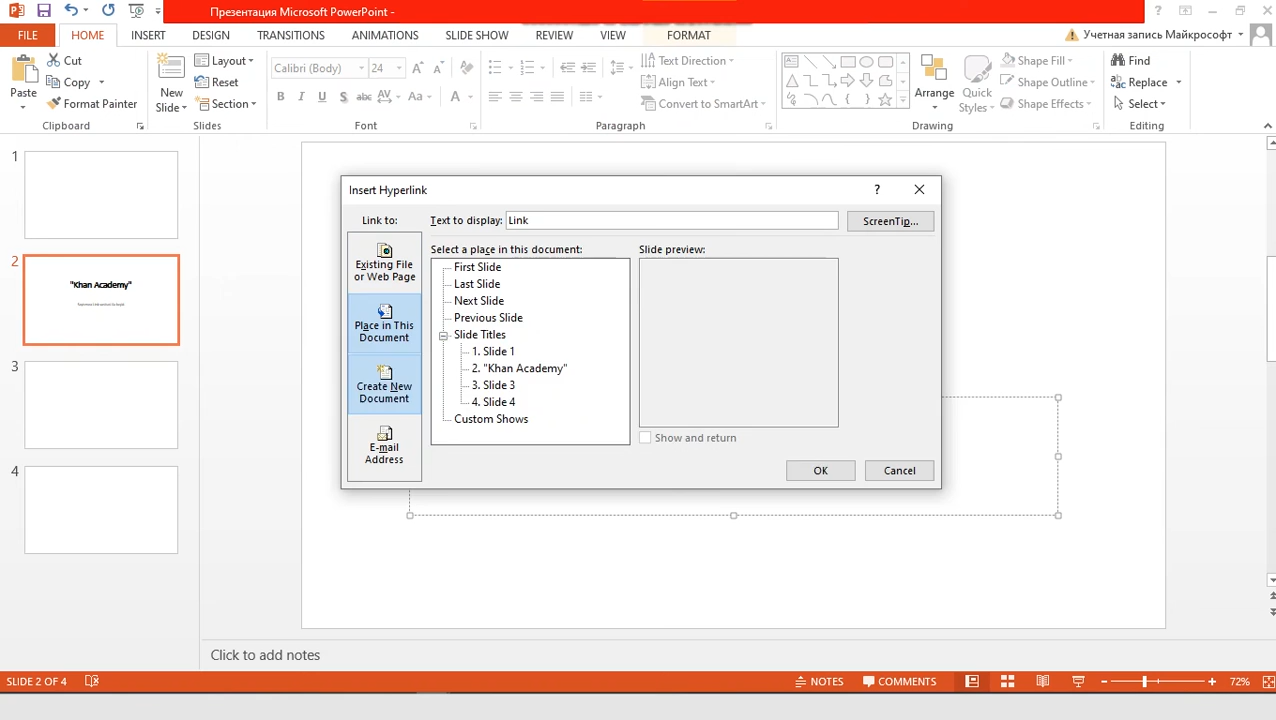 Презентация Microsoft PowerPoint -
?
FILE HOME INSERT DESIGN TRANSITIONS ANIMATIONS SLIDE SHOW REVIEW VIEW FORMAT Учетная запись Майкрософт
Paste
Cut
Copy
Format Painter
Clipboard
New Slide
Layout
Reset
Section
Slides
Calibri (Body) 24
B I U S abc AV Aa A
Font
Text Direction
Align Text
Convert to SmartArt
Paragraph
Arrange
Quick Styles
Shape Fill
Shape Outline
Shape Effects
Drawing
Find
Replace
Select
Editing
1
2
"Khan Academy"
3
4
Insert Hyperlink ?
Link to:
Text to display: Link
ScreenTip...
Existing File or Web Page
Place in This Document
Create New Document
E-mail Address
Select a place in this document:
First Slide
Last Slide
Next Slide
Previous Slide
Slide Titles
1. Slide 1
2. "Khan Academy"
3. Slide 3
4. Slide 4
Custom Shows
Slide preview:
Show and return
OK Cancel
Click to add notes
SLIDE 2 OF 4 NOTES COMMENTS 72%